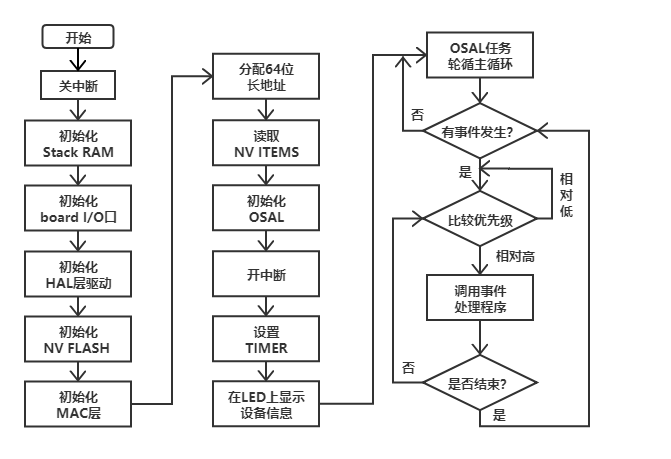 开始
关中断
初始化
Stack RAM
初始化
board I/O口
初始化
HAL层驱动
初始化
NV FLASH
初始化
MAC层
分配64位
长地址
读取
NV ITEMS
初始化
OSAL
开中断
设置
TIMER
在LED上显示
设备信息
OSAL任务
轮循主循环
否
有事件发生?
是
相
对
低
比较优先级
相对高
调用事件
处理程序
否
是否结束?
是